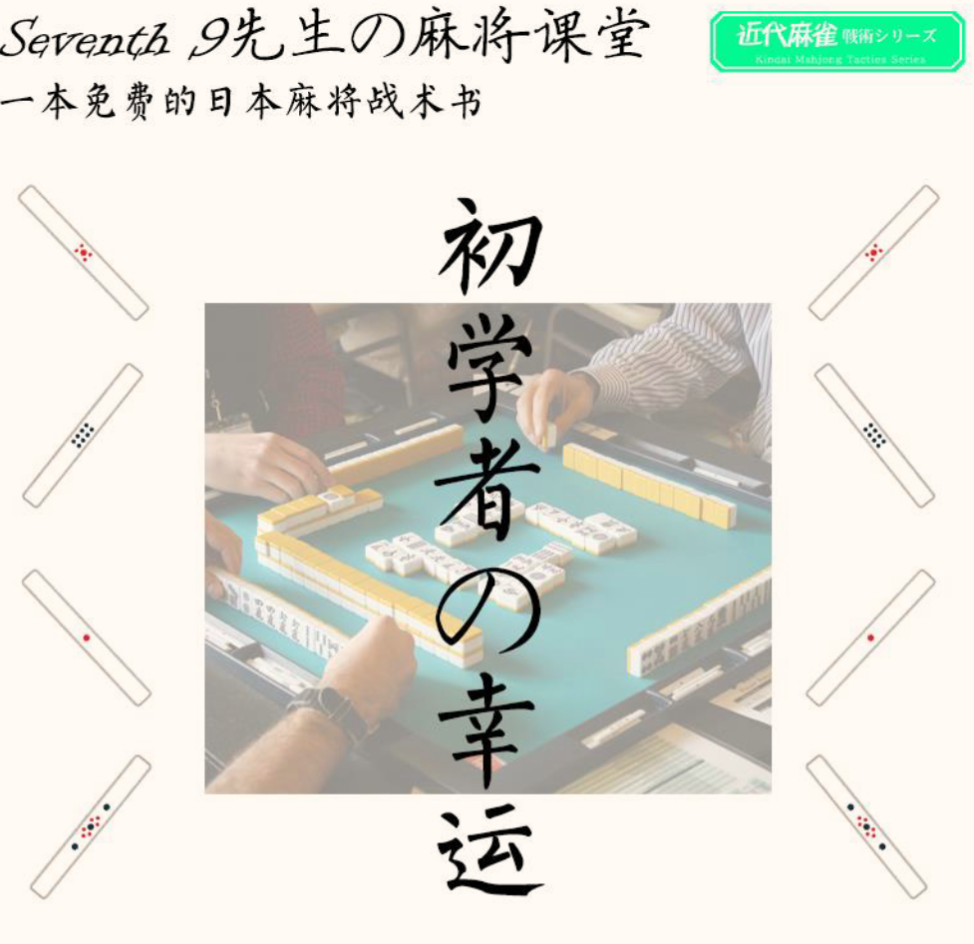 Seventh 9先生の麻将课堂
一本免费的日本麻将战术书
近代麻雀 戦術シリーズ
Kindai Mahjong Tactics Series
初学者の幸运